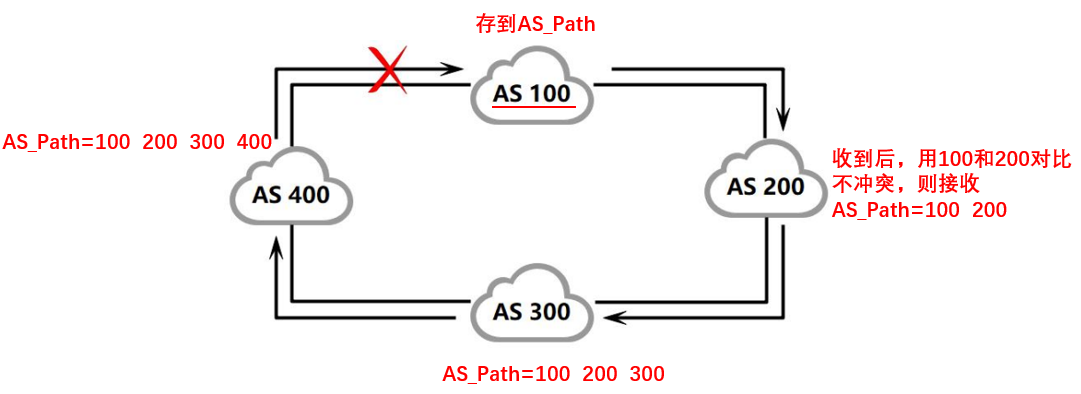 存到AS_Path
AS 100
AS_Path=100 200 300 400
收到后，用100和200对比
不冲突，则接收
AS_Path=100 200
AS 400
AS 200
AS 300
AS_Path=100 200 300